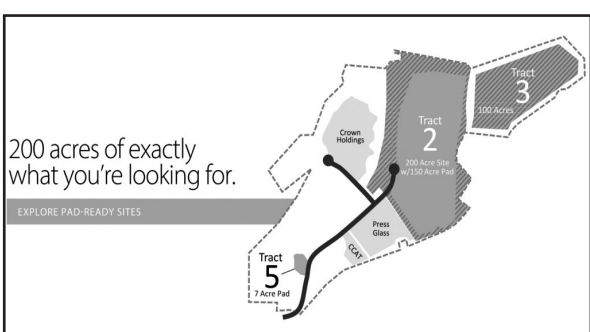 200 acres of exactly
what you're looking for.
EXPLORE PAD-READY SITES
Crown
Holdings
Tract
2
200 Acre Site
w/150 Acre Pad
Tract
3
100 Acres
Press
Glass
CCAT
Tract
5
7 Acre Pad